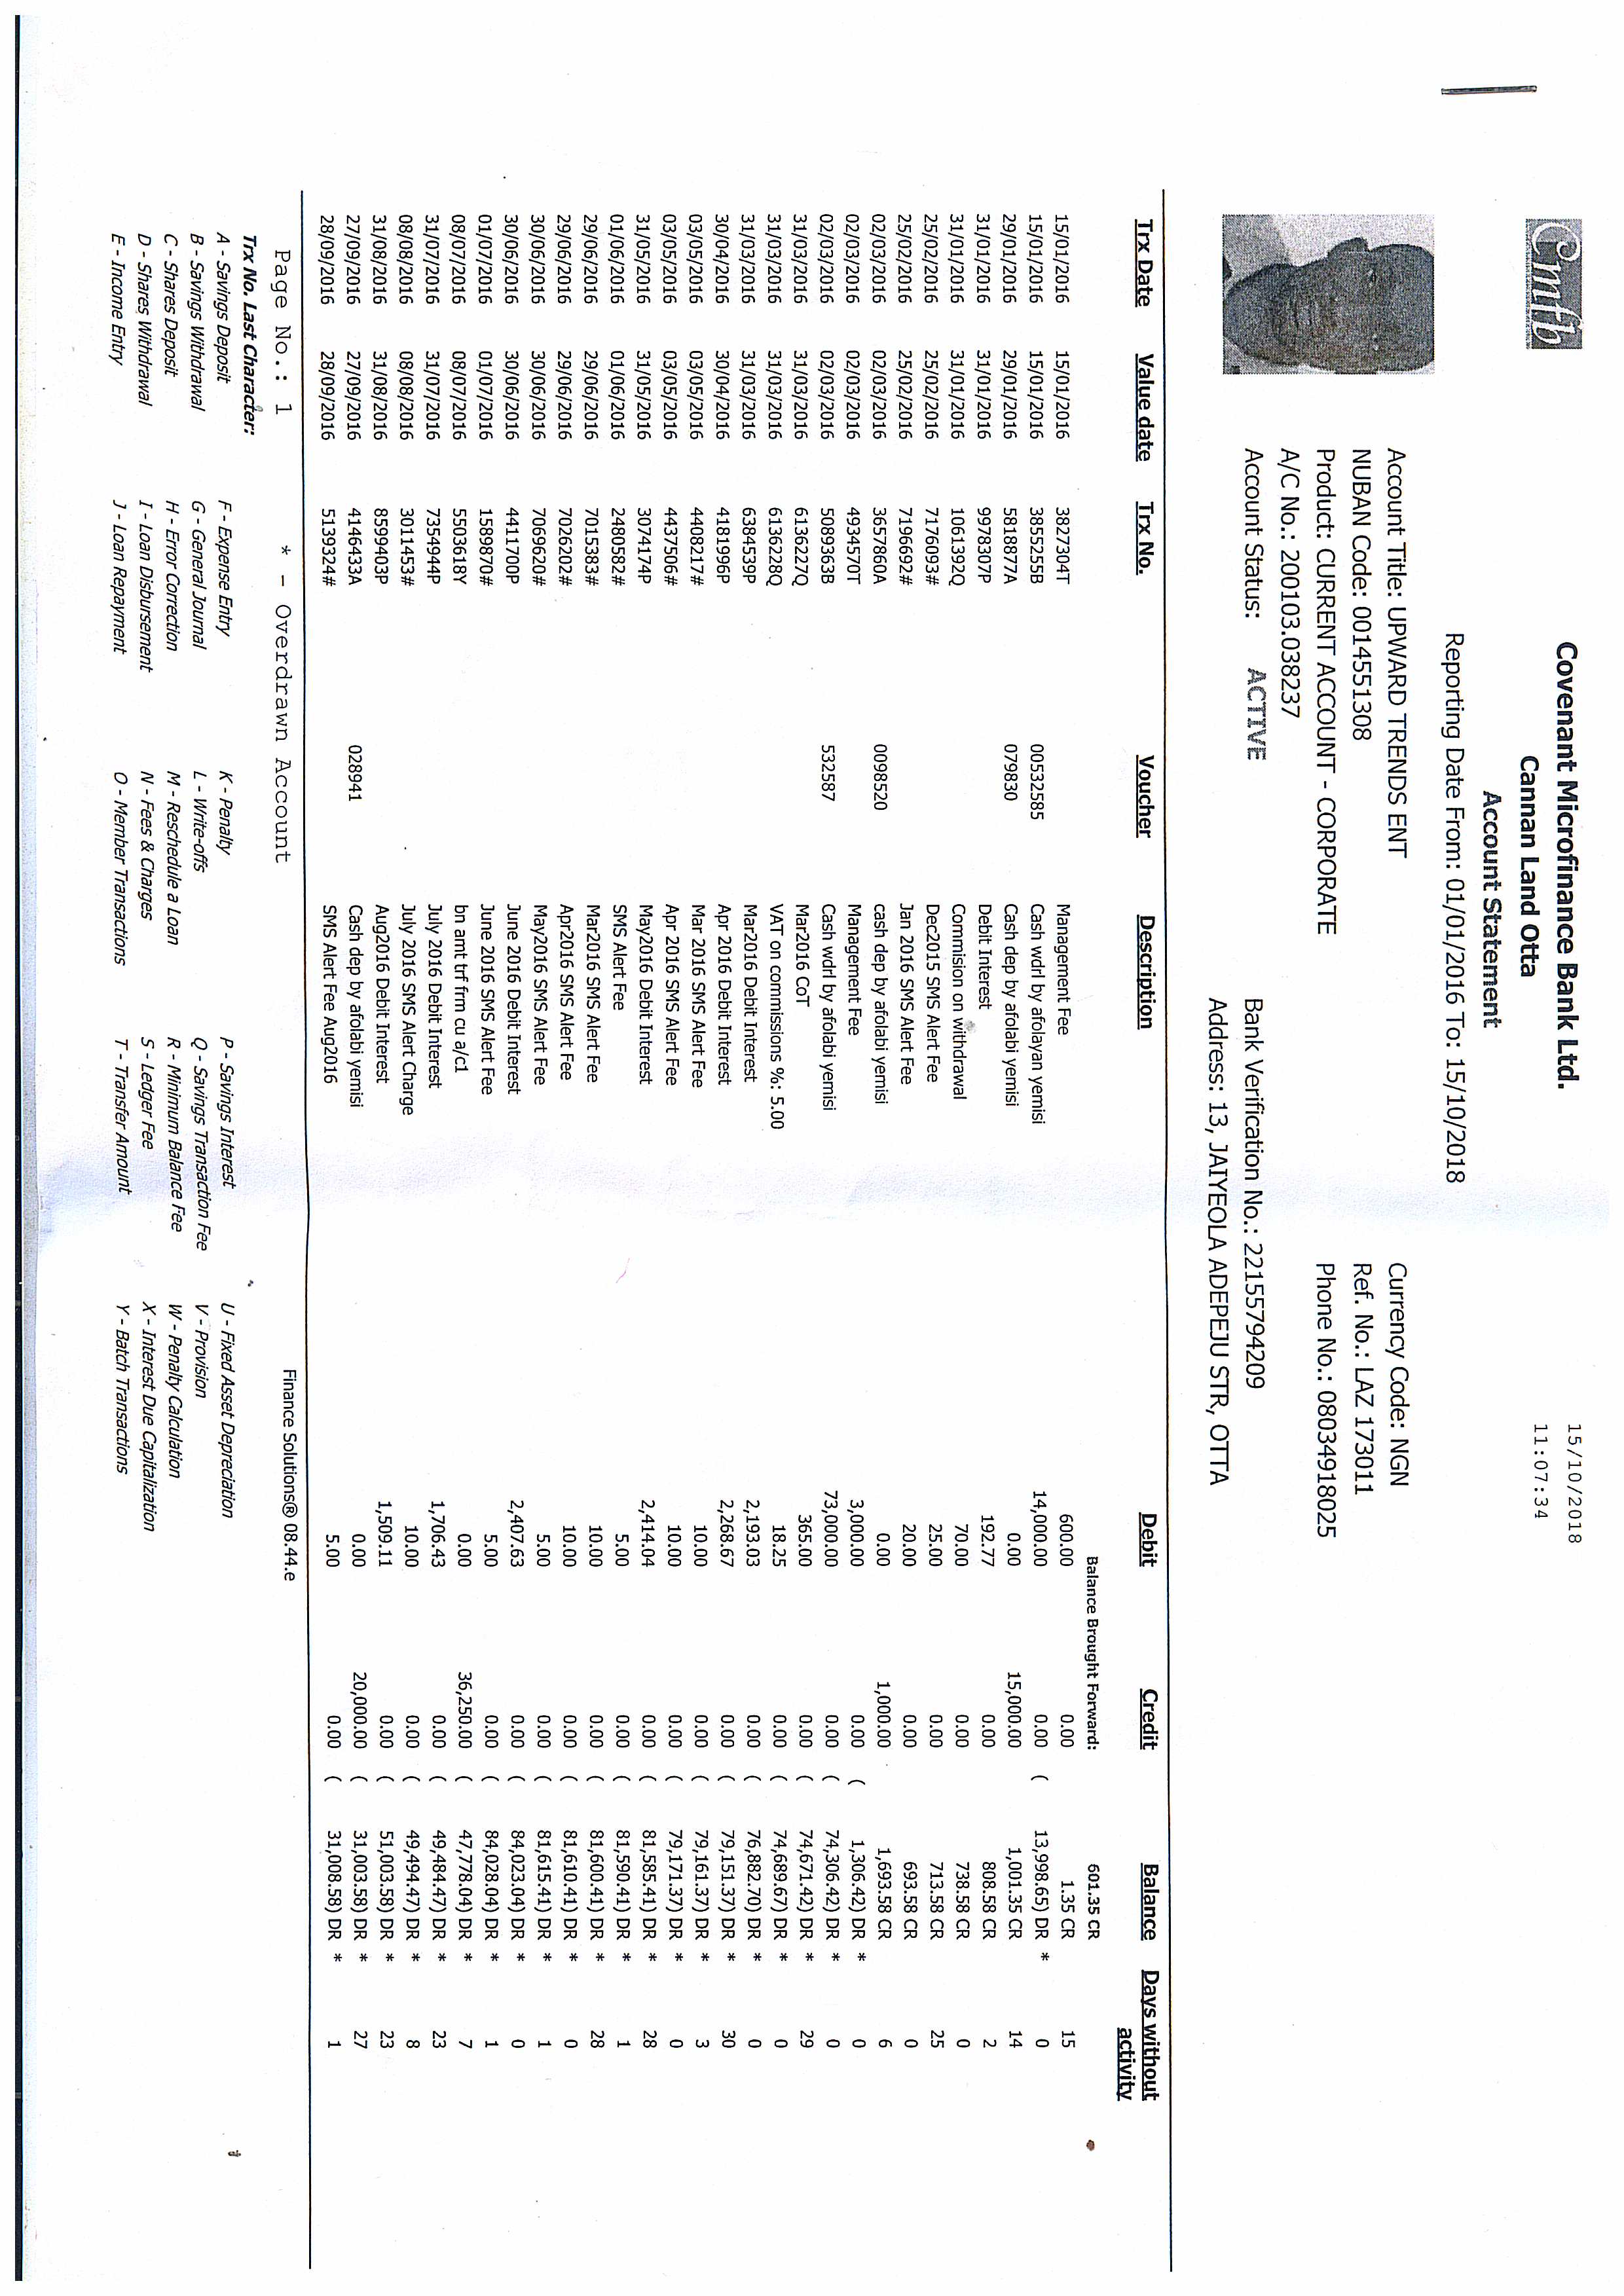 Cmfb
Covenant Microfinance Bank Ltd.
Cannan Land Otta
Account Statement
Reporting Date From: 01/01/2016 To: 15/10/2018
15/10/2018
11:07:34
Account Title: UPWARD TRENDS ENT
NUBAN Code: 0014551308
Product: CURRENT ACCOUNT - CORPORATE
A/C No.: 200103.038237
Account Status: ACTIVE
Currency Code: NGN
Ref. No.: LAZ 173011
Phone No.: 08034918025
Bank Verification No.: 22155794209
Address: 13, JAIYEOLA ADEPEJU STR, OTTA
Trx Date Value date Trx No. Voucher Description Debit Credit Balance Days without activity
Balance Brought Forward: 601.35 CR
15/01/2016 15/01/2016 3827304T Management Fee 600.00 0.00 1.35 CR 15
15/01/2016 15/01/2016 3855255B 00532585 Cash wdrl by afolayan yemisi 14,000.00 0.00 ( 13,998.65) DR * 0
29/01/2016 29/01/2016 5818877A 079830 Cash dep by afolabi yemisi 0.00 15,000.00 1,001.35 CR 14
31/01/2016 31/01/2016 9978307P Debit Interest 192.77 0.00 808.58 CR 2
31/01/2016 31/01/2016 1061392Q Commision on withdrawal 70.00 0.00 738.58 CR 0
25/02/2016 25/02/2016 7176093# Dec2015 SMS Alert Fee 25.00 0.00 713.58 CR 25
25/02/2016 25/02/2016 7196692# Jan 2016 SMS Alert Fee 20.00 0.00 693.58 CR 0
02/03/2016 02/03/2016 3657860A 0098520 cash dep by afolabi yemisi 0.00 1,000.00 1,693.58 CR 6
02/03/2016 02/03/2016 4934570T Management Fee 3,000.00 0.00 ( 1,306.42) DR * 0
02/03/2016 02/03/2016 5089363B 532587 Cash wdrl by afolabi yemisi 73,000.00 0.00 ( 74,306.42) DR * 0
31/03/2016 31/03/2016 6136227Q Mar2016 CoT 365.00 0.00 ( 74,671.42) DR * 29
31/03/2016 31/03/2016 6136228Q VAT on commissions %: 5.00 18.25 0.00 ( 74,689.67) DR * 0
31/03/2016 31/03/2016 6384539P Mar2016 Debit Interest 2,193.03 0.00 ( 76,882.70) DR * 0
30/04/2016 30/04/2016 4181996P Apr 2016 Debit Interest 2,268.67 0.00 ( 79,151.37) DR * 30
03/05/2016 03/05/2016 4408217# Mar 2016 SMS Alert Fee 10.00 0.00 ( 79,161.37) DR * 3
03/05/2016 03/05/2016 4437506# Apr 2016 SMS Alert Fee 10.00 0.00 ( 79,171.37) DR * 0
31/05/2016 31/05/2016 3074174P May2016 Debit Interest 2,414.04 0.00 ( 81,585.41) DR * 28
01/06/2016 01/06/2016 2480582# SMS Alert Fee 5.00 0.00 ( 81,590.41) DR * 1
29/06/2016 29/06/2016 7015383# Mar2016 SMS Alert Fee 10.00 0.00 ( 81,600.41) DR * 28
29/06/2016 29/06/2016 7026202# Apr2016 SMS Alert Fee 10.00 0.00 ( 81,610.41) DR * 0
30/06/2016 30/06/2016 7069620# May2016 SMS Alert Fee 5.00 0.00 ( 81,615.41) DR * 1
30/06/2016 30/06/2016 4411700P June 2016 Debit Interest 2,407.63 0.00 ( 84,023.04) DR * 0
01/07/2016 01/07/2016 1589870# June 2016 SMS Alert Fee 5.00 0.00 ( 84,028.04) DR * 1
08/07/2016 08/07/2016 5503618Y bn amt trf frm cu a/c1 0.00 36,250.00 ( 47,778.04) DR * 7
31/07/2016 31/07/2016 7354944P July 2016 Debit Interest 1,706.43 0.00 ( 49,484.47) DR * 23
08/08/2016 08/08/2016 3011453# July 2016 SMS Alert Charge 10.00 0.00 ( 49,494.47) DR * 8
31/08/2016 31/08/2016 8599403P Aug2016 Debit Interest 1,509.11 0.00 ( 51,003.58) DR * 23
27/09/2016 27/09/2016 4146433A 028941 Cash dep by afolabi yemisi 0.00 20,000.00 ( 31,003.58) DR * 27
28/09/2016 28/09/2016 5139324# SMS Alert Fee Aug2016 5.00 0.00 ( 31,008.58) DR * 1
Page No.: 1 * - Overdrawn Account Finance Solutions® 08.44.e
Trx No. Last Character:
A - Savings Deposit F - Expense Entry K - Penalty P - Savings Interest U - Fixed Asset Depreciation
B - Savings Withdrawal G - General Journal L - Write-offs Q - Savings Transaction Fee V - Provision
C - Shares Deposit H - Error Correction M - Reschedule a Loan R - Minimum Balance Fee W - Penalty Calculation
D - Shares Withdrawal I - Loan Disbursement N - Fees & Charges S - Ledger Fee X - Interest Due Capitalization
E - Income Entry J - Loan Repayment O - Member Transactions T - Transfer Amount Y - Batch Transactions